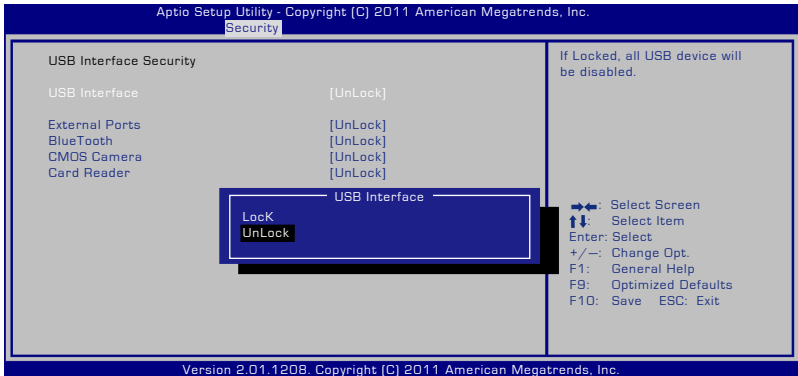 Aptio Setup Utility - Copyright (C) 2011 American Megatrends, Inc.
Security
USB Interface Security
USB Interface [UnLock]
External Ports [UnLock]
BlueTooth [UnLock]
CMOS Camera [UnLock]
Card Reader [UnLock]
USB Interface
LocK
UnLock
If Locked, all USB device will
be disabled.
→←: Select Screen
↑↓: Select Item
Enter: Select
+/—: Change Opt.
F1: General Help
F9: Optimized Defaults
F10: Save ESC: Exit
Version 2.01.1208. Copyright (C) 2011 American Megatrends, Inc.